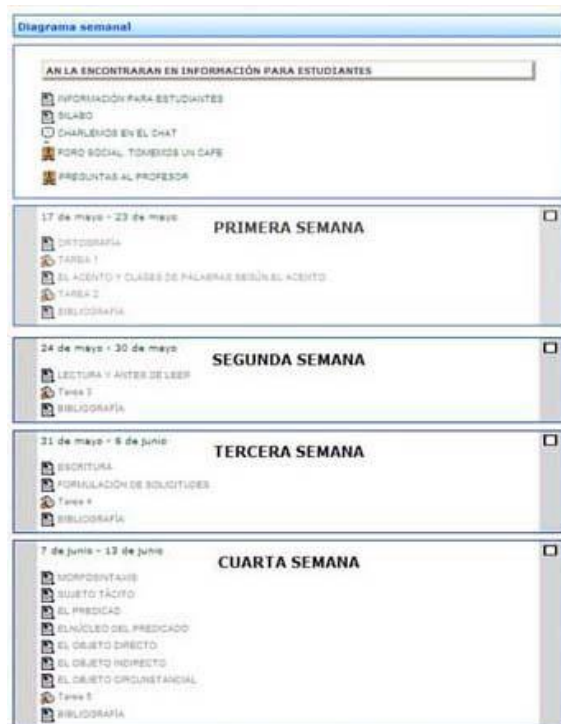 Diagrama semanal
AN LA ENCONTRARAN EN INFORMACIÓN PARA ESTUDIANTES
INFORMACIÓN PARA ESTUDIANTES
SILABO
CHARLEMOS EN EL CHAT
FORO SOCIAL. TOMEMOS UN CAFE
PREGUNTAS AL PROFESOR
17 de mayo - 23 de mayo
PRIMERA SEMANA
ORTOGRAFÍA
TAREA 1
EL ACENTO Y CLASES DE PALABRAS SEGÚN EL ACENTO
TAREA 2
BIBLIOGRAFÍA
24 de mayo - 30 de mayo
SEGUNDA SEMANA
LECTURA Y ANTES DE LEER
Tarea 3
BIBLIOGRAFÍA
31 de mayo - 6 de junio
TERCERA SEMANA
ESCRITURA
FORMULACIÓN DE SOLICITUDES
Tarea 4
BIBLIOGRAFÍA
7 de junio - 13 de junio
CUARTA SEMANA
MORFOSINTAXIS
SUJETO TÁCITO
EL PREDICAD
ELNÚCLEO DEL PREDICADO
EL OBJETO DIRECTO
EL OBJETO INDIRECTO
EL OBJETO CIRCUNSTANCIAL
Tarea 5
BIBLIOGRAFÍA